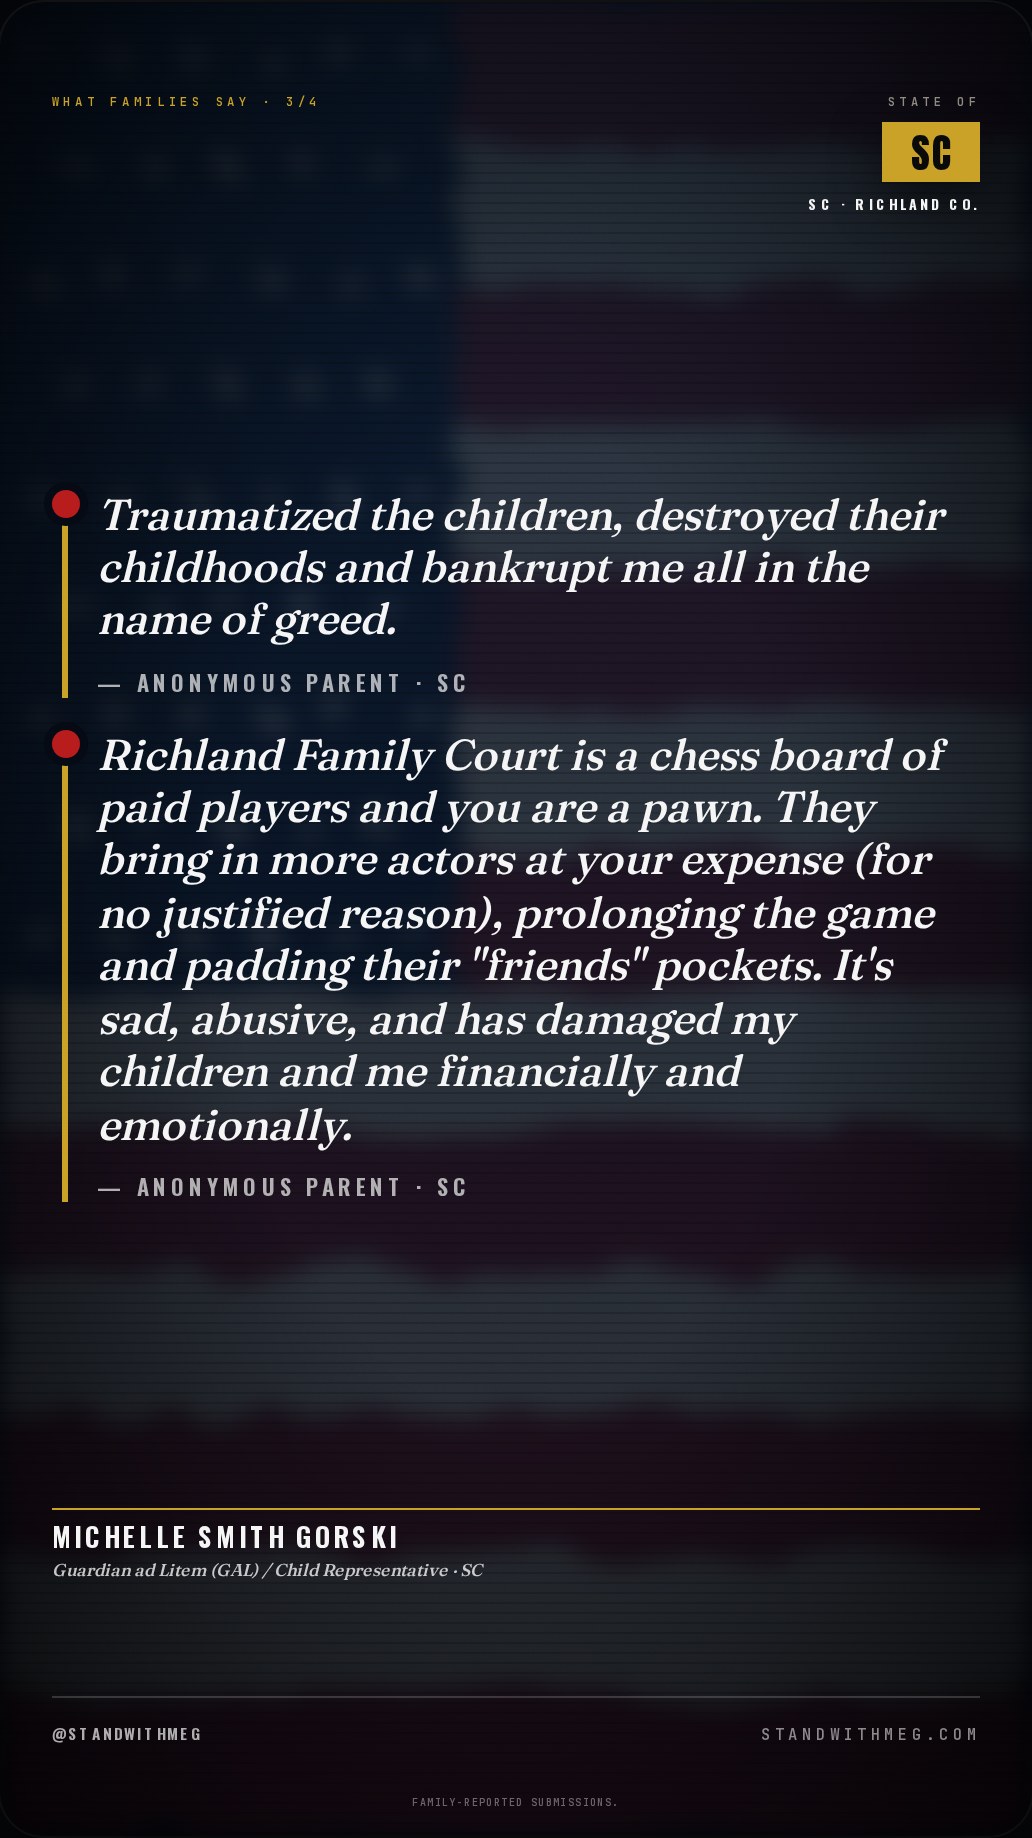 WHAT FAMILIES SAY · 3/4
STATE OF
SC
SC · RICHLAND CO.
Traumatized the children, destroyed their
childhoods and bankrupt me all in the
name of greed.
— ANONYMOUS PARENT · SC
Richland Family Court is a chess board of
paid players and you are a pawn. They
bring in more actors at your expense (for
no justified reason), prolonging the game
and padding their "friends" pockets. It's
sad, abusive, and has damaged my
children and me financially and
emotionally.
— ANONYMOUS PARENT · SC
MICHELLE SMITH GORSKI
Guardian ad Litem (GAL) / Child Representative · SC
@STANDWITHMEG
STANDWITHMEG.COM
FAMILY-REPORTED SUBMISSIONS.